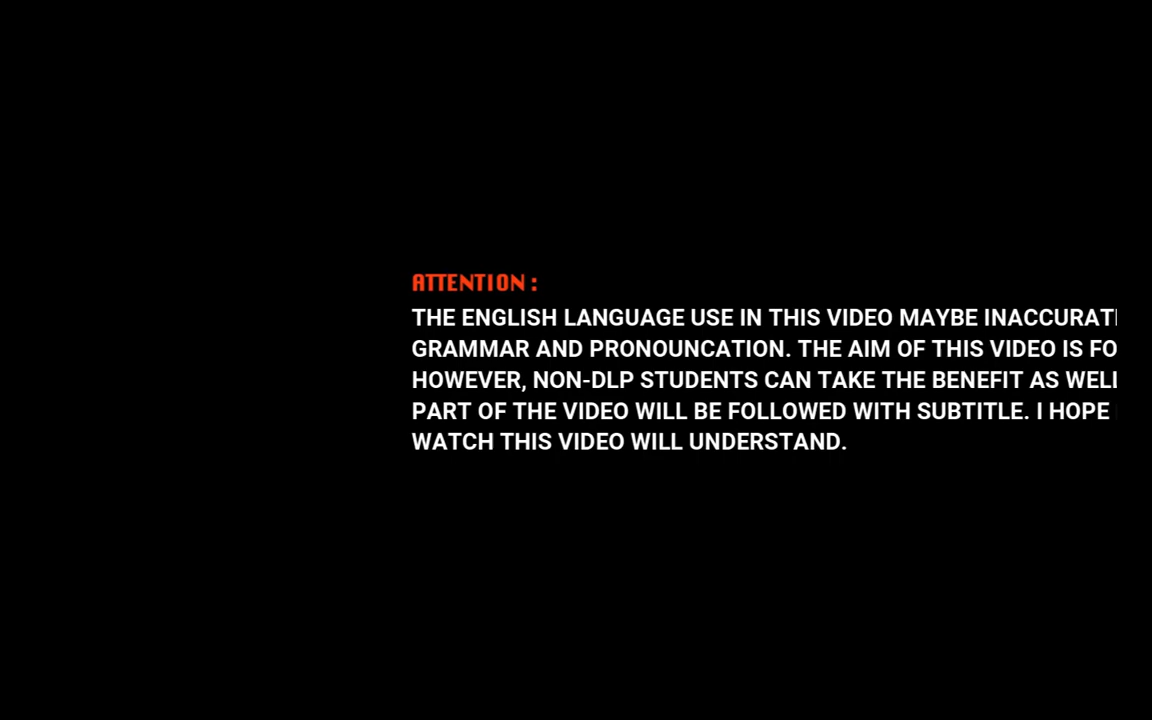 ATTENTION :
THE ENGLISH LANGUAGE USE IN THIS VIDEO MAYBE
GRAMMAR AND PRONOUNCATION. THE AIM OF THIS VIDEO IS
HOWEVER, NON-DLP STUDENTS CAN TAKE THE BENEFIT AS WELL
PART OF THE VIDEO WILL BE FOLLOWED WITH SUBTITLE. I HOPE
WATCH THIS VIDEO WILL UNDERSTAND.